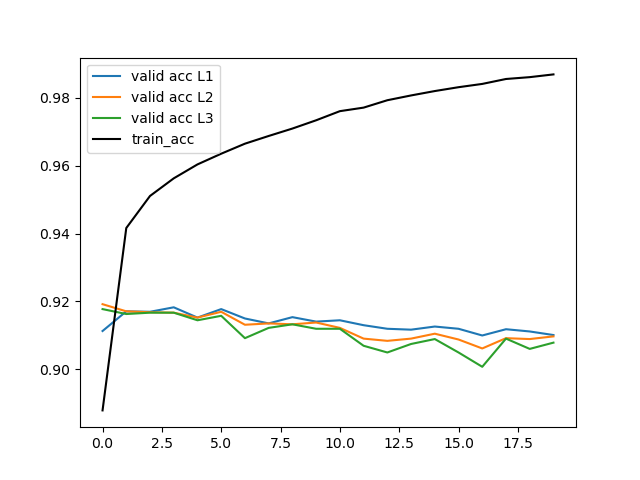 valid acc L1
valid acc L2
valid acc L3
train_acc
0.98
0.96
0.94
0.92
0.90
0.0 2.5 5.0 7.5 10.0 12.5 15.0 17.5